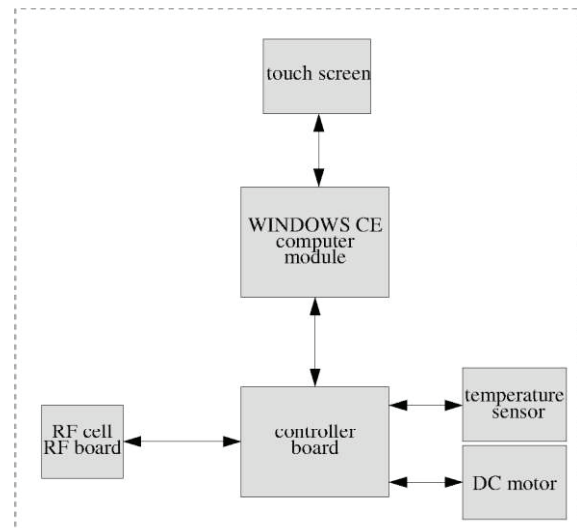 touch screen
WINDOWS CE
computer
module
temperature
sensor
RF cell
RF board
controller
board
DC motor